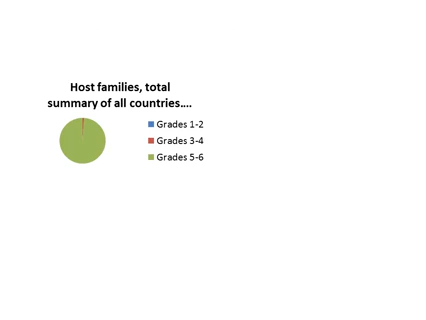 Host families, total
summary of all countries....
Grades 1-2
Grades 3-4
Grades 5-6